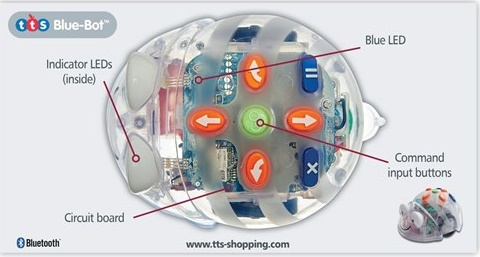 tts Blue-Bot™
Blue LED
Indicator LEDs
(inside)
Command
input buttons
Circuit board
Bluetooth®
www.tts-shopping.com